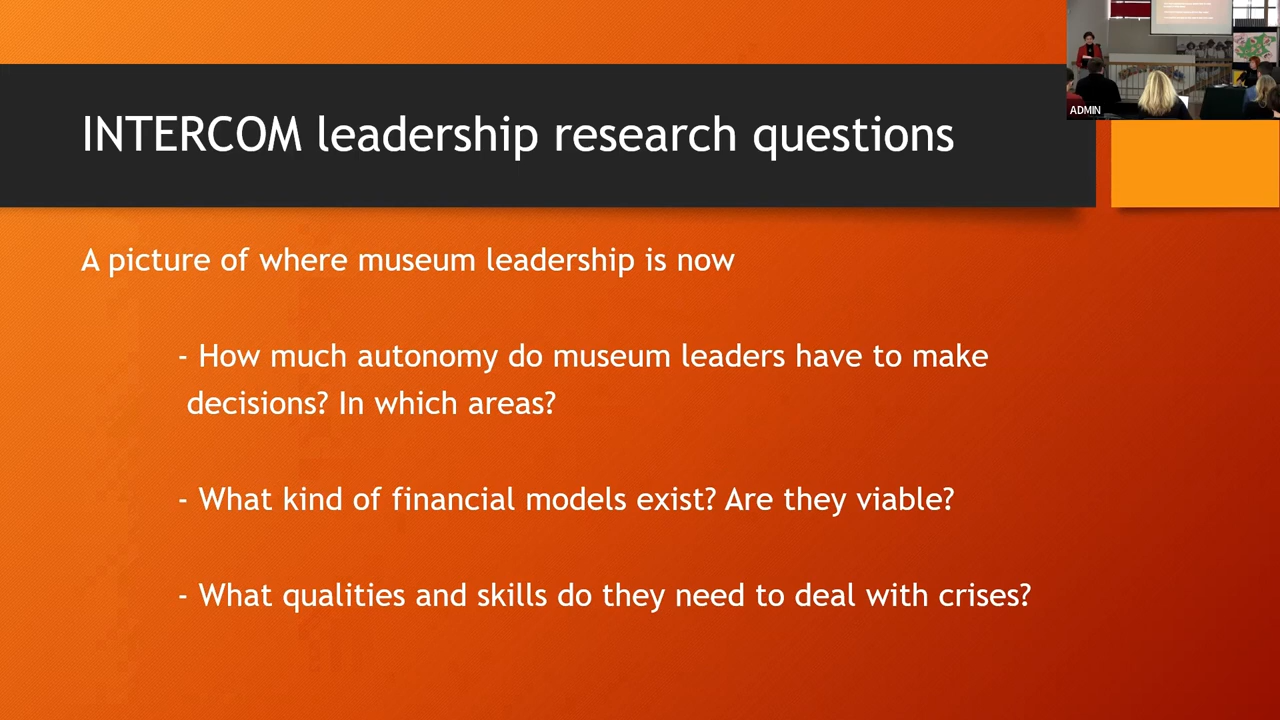 INTERCOM leadership research questions
ADMIN
A picture of where museum leadership is now
- How much autonomy do museum leaders have to make
decisions? In which areas?
- What kind of financial models exist? Are they viable?
- What qualities and skills do they need to deal with crises?